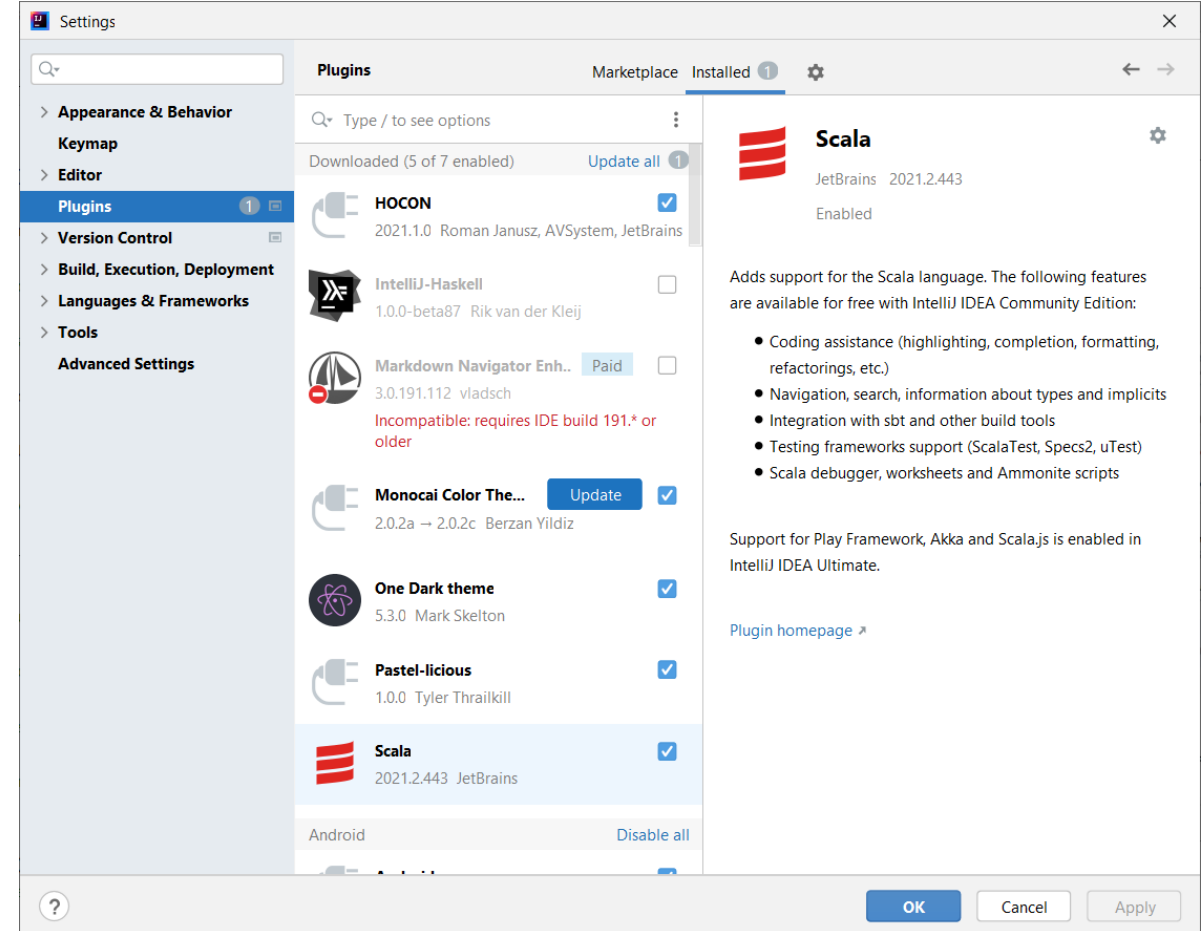 Settings
Appearance & Behavior
Keymap
Editor
Plugins 1
Version Control
Build, Execution, Deployment
Languages & Frameworks
Tools
Advanced Settings
Plugins
Marketplace Installed 1
Type / to see options
Downloaded (5 of 7 enabled) Update all 1
HOCON
2021.1.0 Roman Janusz, AVSystem, JetBrains
IntelliJ-Haskell
1.0.0-beta87 Rik van der Kleij
Markdown Navigator Enh.. Paid
3.0.191.112 vladsch
Incompatible: requires IDE build 191.* or
older
Monocai Color The... Update
2.0.2a → 2.0.2c Berzan Yildiz
One Dark theme
5.3.0 Mark Skelton
Pastel-licious
1.0.0 Tyler Thrailkill
Scala
2021.2.443 JetBrains
Android Disable all
Scala
JetBrains 2021.2.443
Enabled
Adds support for the Scala language. The following features
are available for free with IntelliJ IDEA Community Edition:
• Coding assistance (highlighting, completion, formatting,
refactorings, etc.)
• Navigation, search, information about types and implicits
• Integration with sbt and other build tools
• Testing frameworks support (ScalaTest, Specs2, uTest)
• Scala debugger, worksheets and Ammonite scripts
Support for Play Framework, Akka and Scala.js is enabled in
IntelliJ IDEA Ultimate.
Plugin homepage ↗
?
OK Cancel Apply